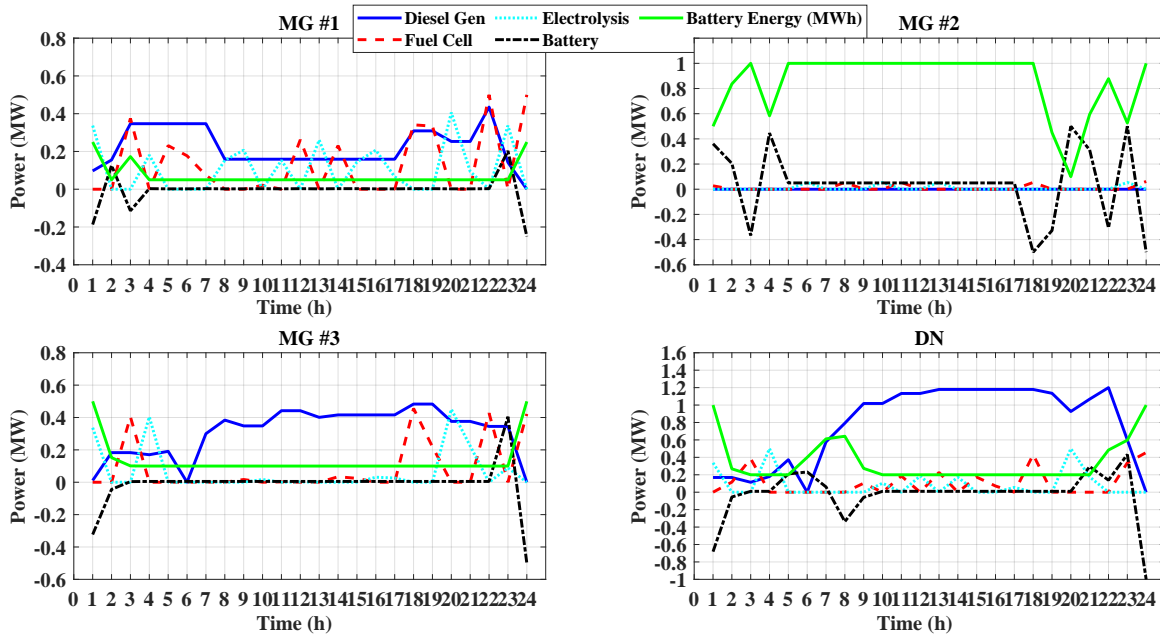 MG #1
Diesel Gen Electrolysis Battery Energy (MWh)
Fuel Cell Battery
MG #2
0.8
0.6
0.4
0.2
0
-0.2
-0.4
Power (MW)
0 1 2 3 4 5 6 7 8 9 10 11 12 13 14 15 16 17 18 19 20 21 22 23 24
Time (h)
1
0.8
0.6
0.4
0.2
0
-0.2
-0.4
-0.6
Power (MW)
0 1 2 3 4 5 6 7 8 9 10 11 12 13 14 15 16 17 18 19 20 21 22 23 24
Time (h)
MG #3
0.8
0.6
0.4
0.2
0
-0.2
-0.4
-0.6
Power (MW)
0 1 2 3 4 5 6 7 8 9 10 11 12 13 14 15 16 17 18 19 20 21 22 23 24
Time (h)
DN
1.6
1.4
1.2
1
0.8
0.6
0.4
0.2
0
-0.2
-0.4
-0.6
-0.8
-1
Power (MW)
0 1 2 3 4 5 6 7 8 9 10 11 12 13 14 15 16 17 18 19 20 21 22 23 24
Time (h)